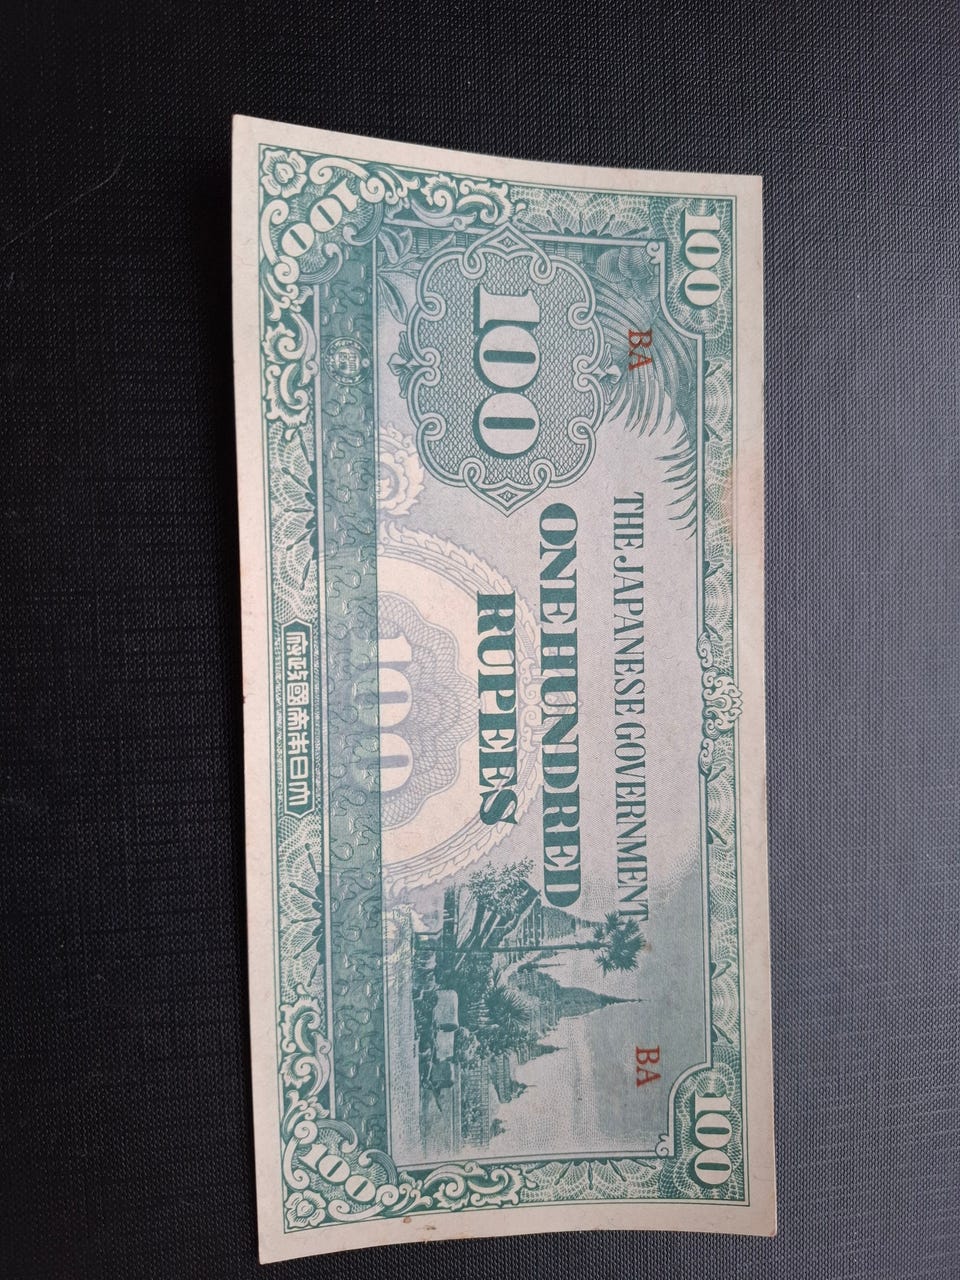 100 100
BA BA
THE JAPANESE GOVERNMENT
100
ONE HUNDRED
RUPEES
100
100 100
大日本帝國政府